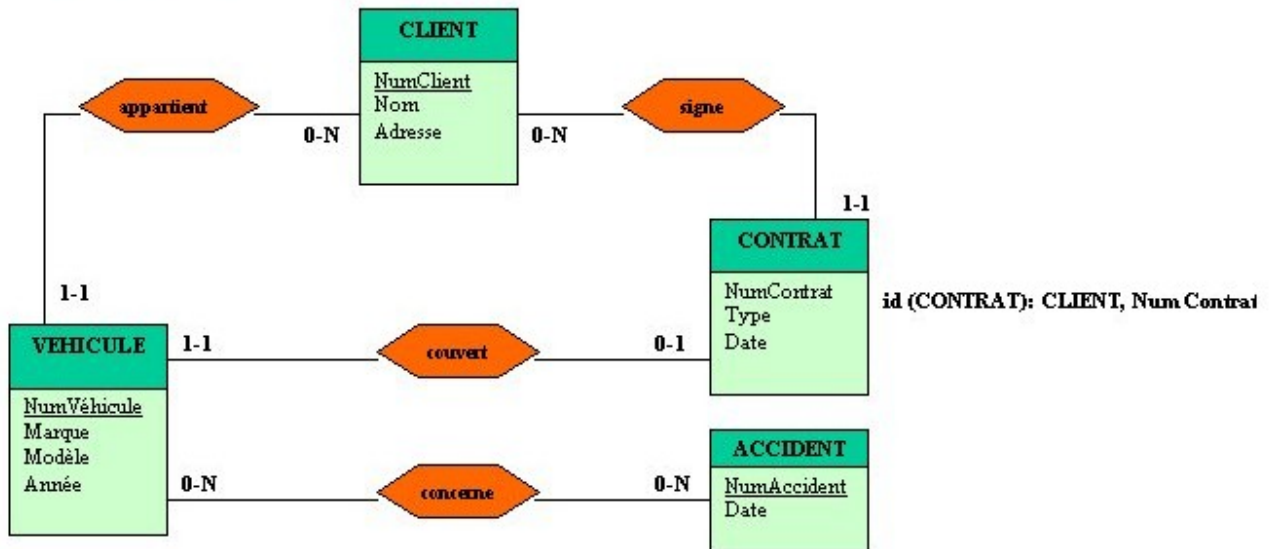 CLIENT
NumClient
Nom
Adresse
appartient
signe
0-N
0-N
1-1
CONTRAT
NumContrat
Type
Date
id (CONTRAT): CLIENT, Num Contrat
1-1
VEHICULE
NumVéhicule
Marque
Modèle
Année
1-1
couvert
0-1
0-N
concerne
0-N
ACCIDENT
NumAccident
Date